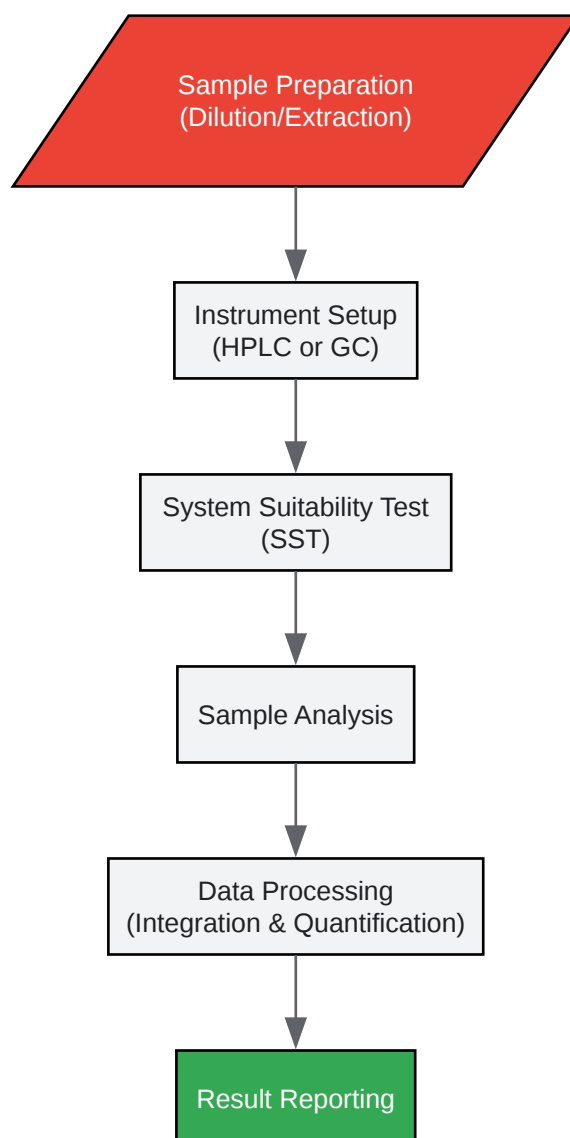 Sample Preparation
(Dilution/Extraction)
Instrument Setup
(HPLC or GC)
System Suitability Test
(SST)
Sample Analysis
Data Processing
(Integration & Quantification)
Result Reporting